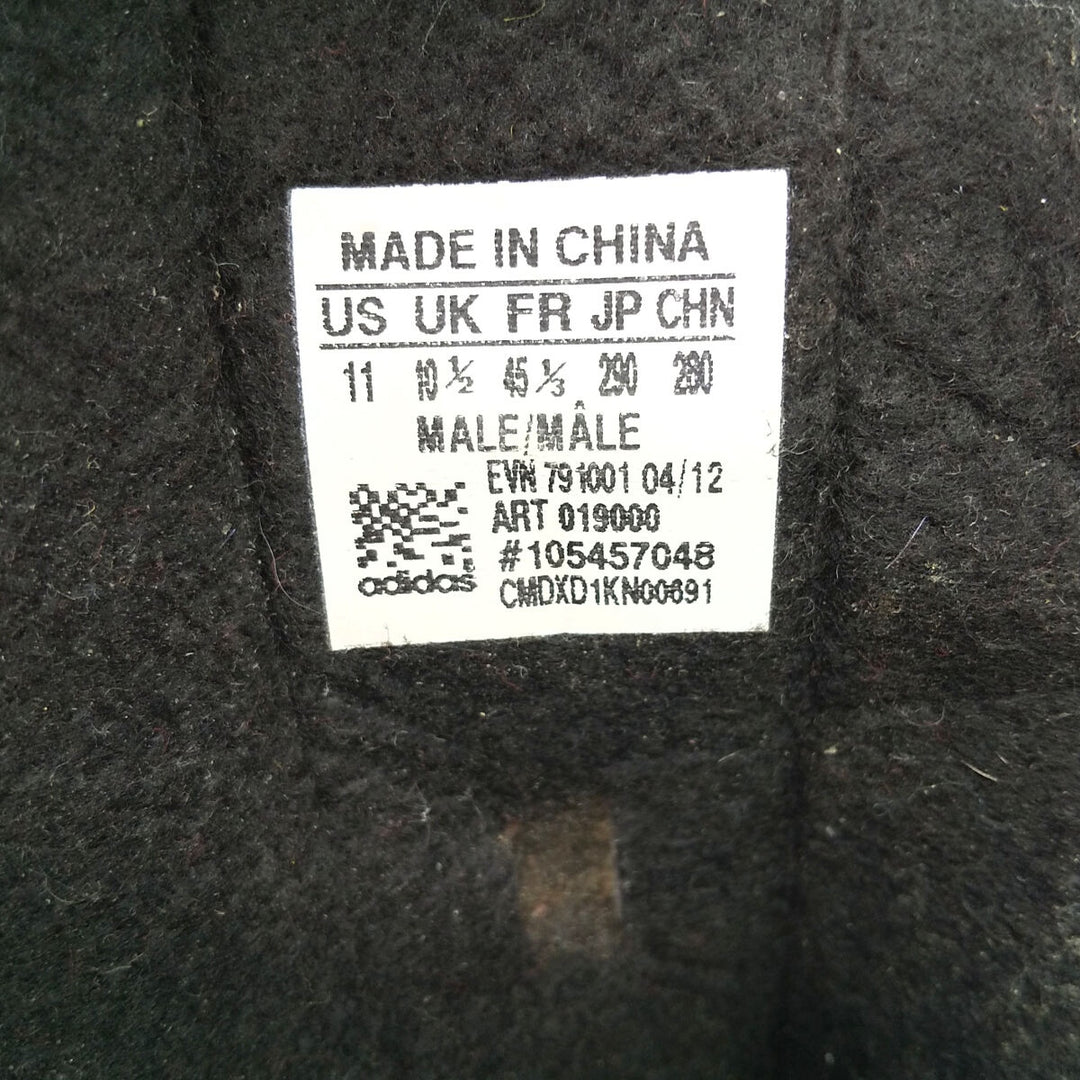 MADE IN CHINA
US UK FR JP CHN
11 10 ½ 45 ⅓ 290 280
MALE/MÂLE
EVN 791001 04/12
ART 019000
#105457048
CMDXD1KN00691
adidas